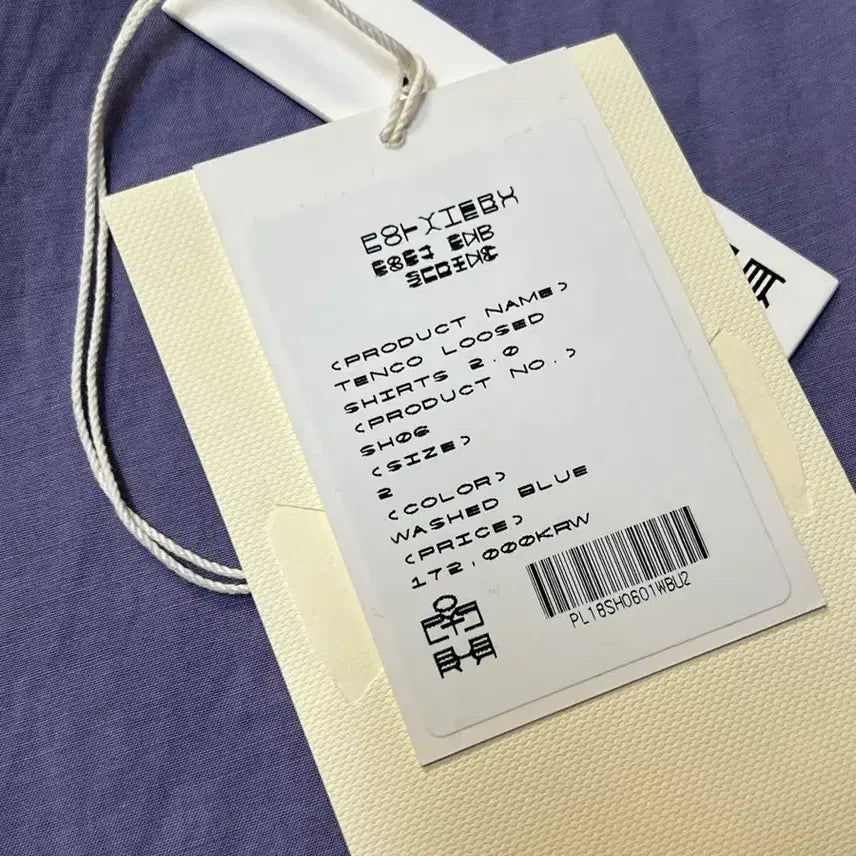 <PRODUCT NAME>
TENCO LOOSED
SHIRTS 2.0
<PRODUCT NO.>
SH06
<SIZE>
2
<COLOR>
WASHED BLUE
<PRICE>
172,000KRW
PL18SH0601WBU2